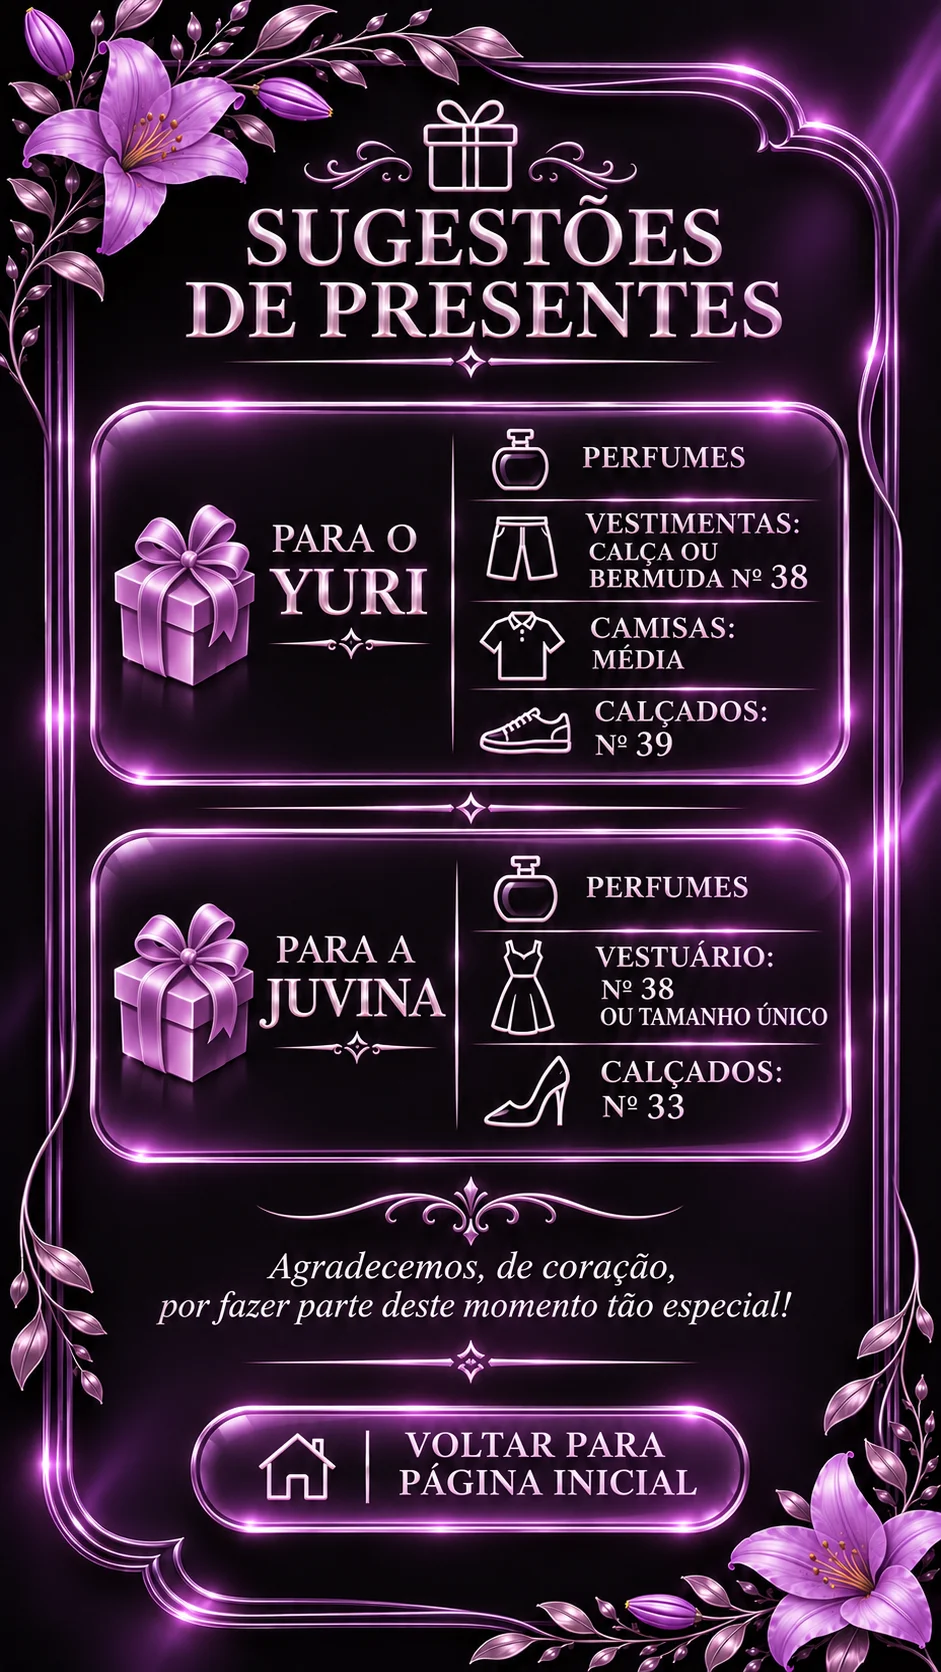 SUGESTÕES
DE PRESENTES
PARA O
YURI
PERFUMES
VESTIMENTAS:
CALÇA OU
BERMUDA Nº 38
CAMISAS:
MÉDIA
CALÇADOS:
Nº 39
PARA A
JUVINA
PERFUMES
VESTUÁRIO:
Nº 38
OU TAMANHO ÚNICO
CALÇADOS:
Nº 33
Agradecemos, de coração,
por fazer parte deste momento tão especial!
VOLTAR PARA
PÁGINA INICIAL